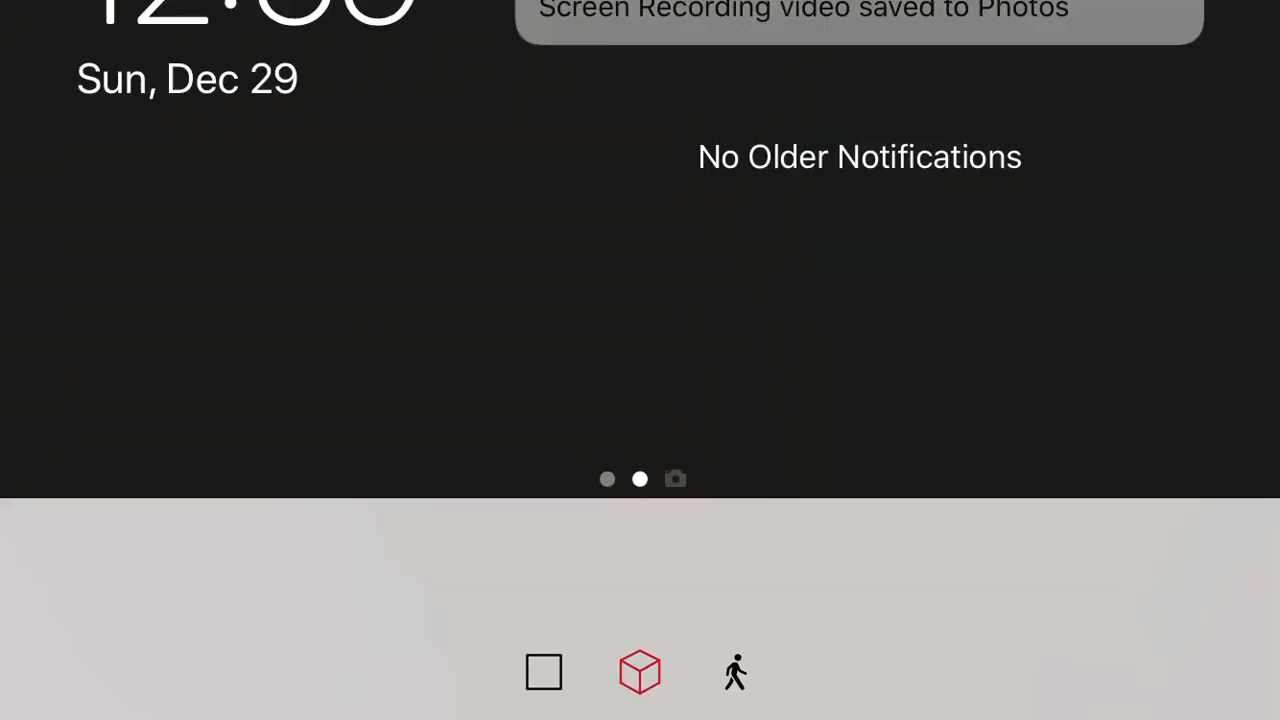 Screen Recording video saved to Photos
Sun, Dec 29
No Older Notifications